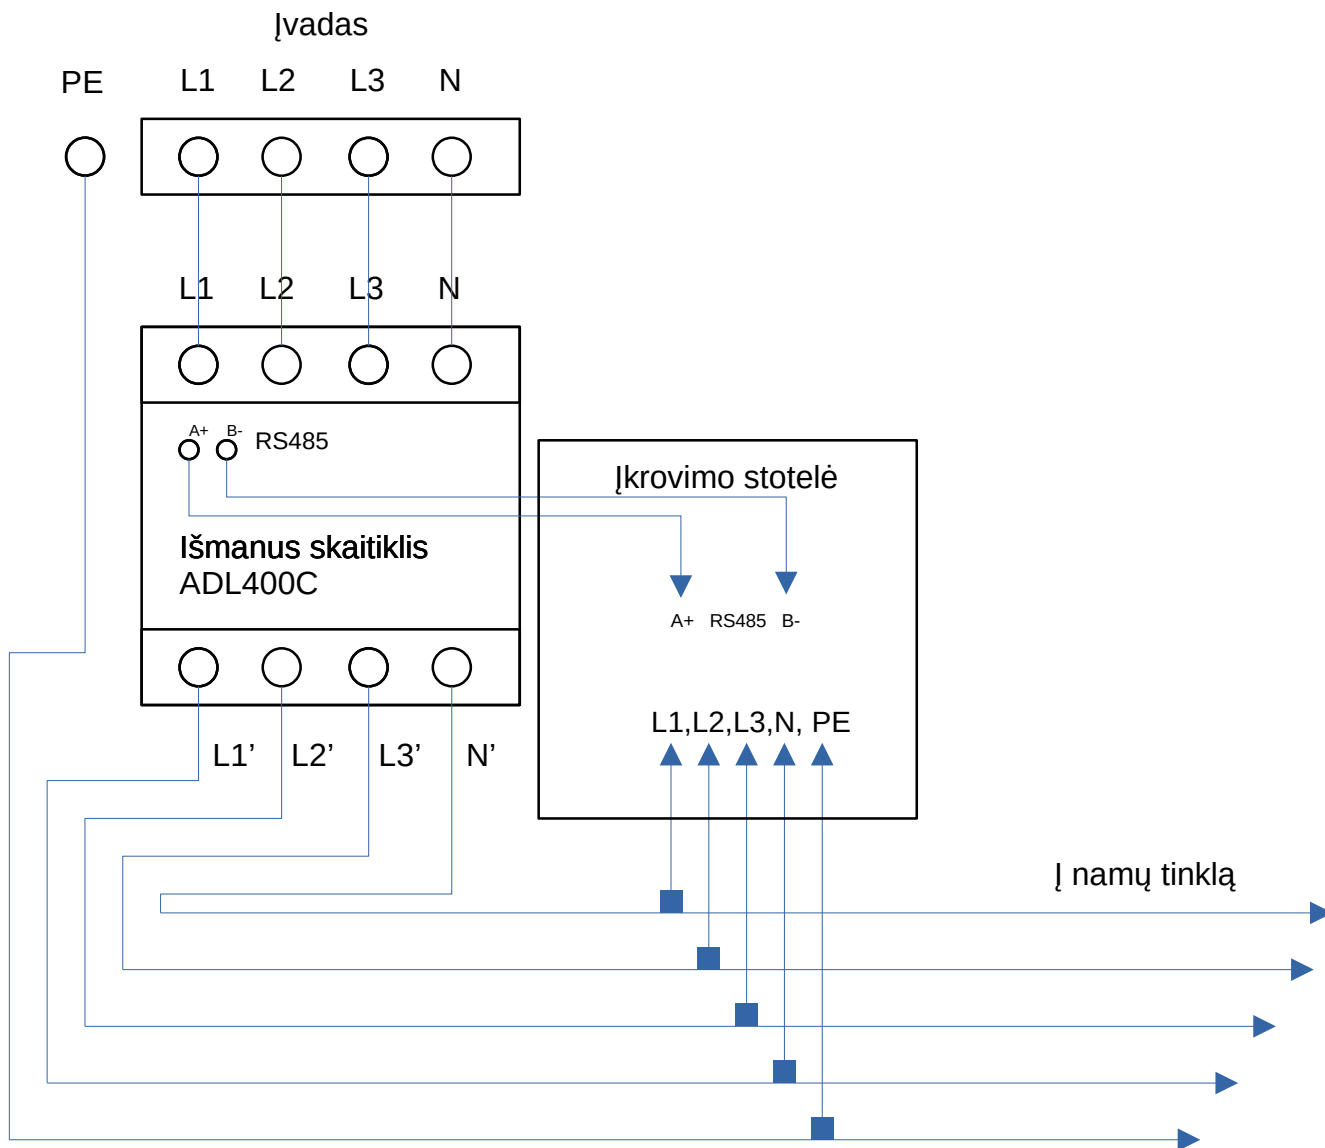 Įvadas
PE L1 L2 L3 N
L1 L2 L3 N
A+ B- RS485
Įkrovimo stotelė
Išmanus skaitiklis
ADL400C
A+ RS485 B-
L1,L2,L3,N, PE
L1’ L2’ L3’ N’
Į namų tinklą